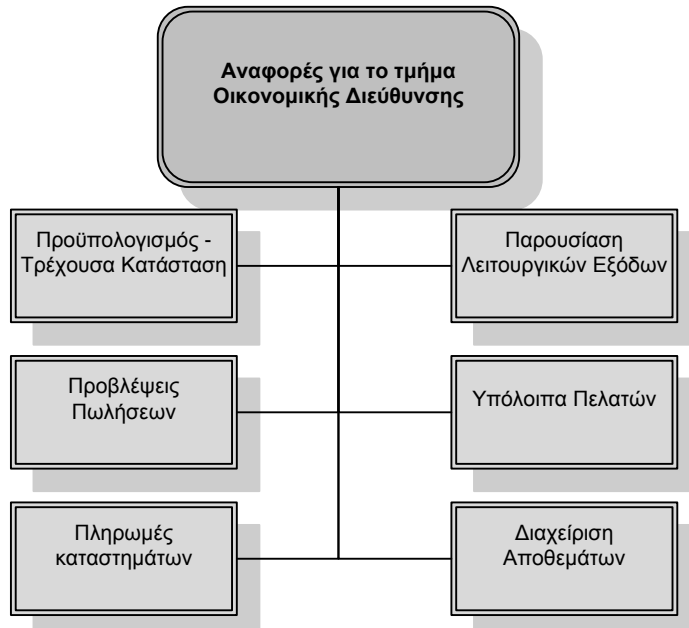 Αναφορές για το τμήμα
Οικονομικής Διεύθυνσης
Προϋπολογισμός -
Τρέχουσα Κατάσταση
Παρουσίαση
Λειτουργικών Εξόδων
Προβλέψεις
Πωλήσεων
Υπόλοιπα Πελατών
Πληρωμές
καταστημάτων
Διαχείριση
Αποθεμάτων